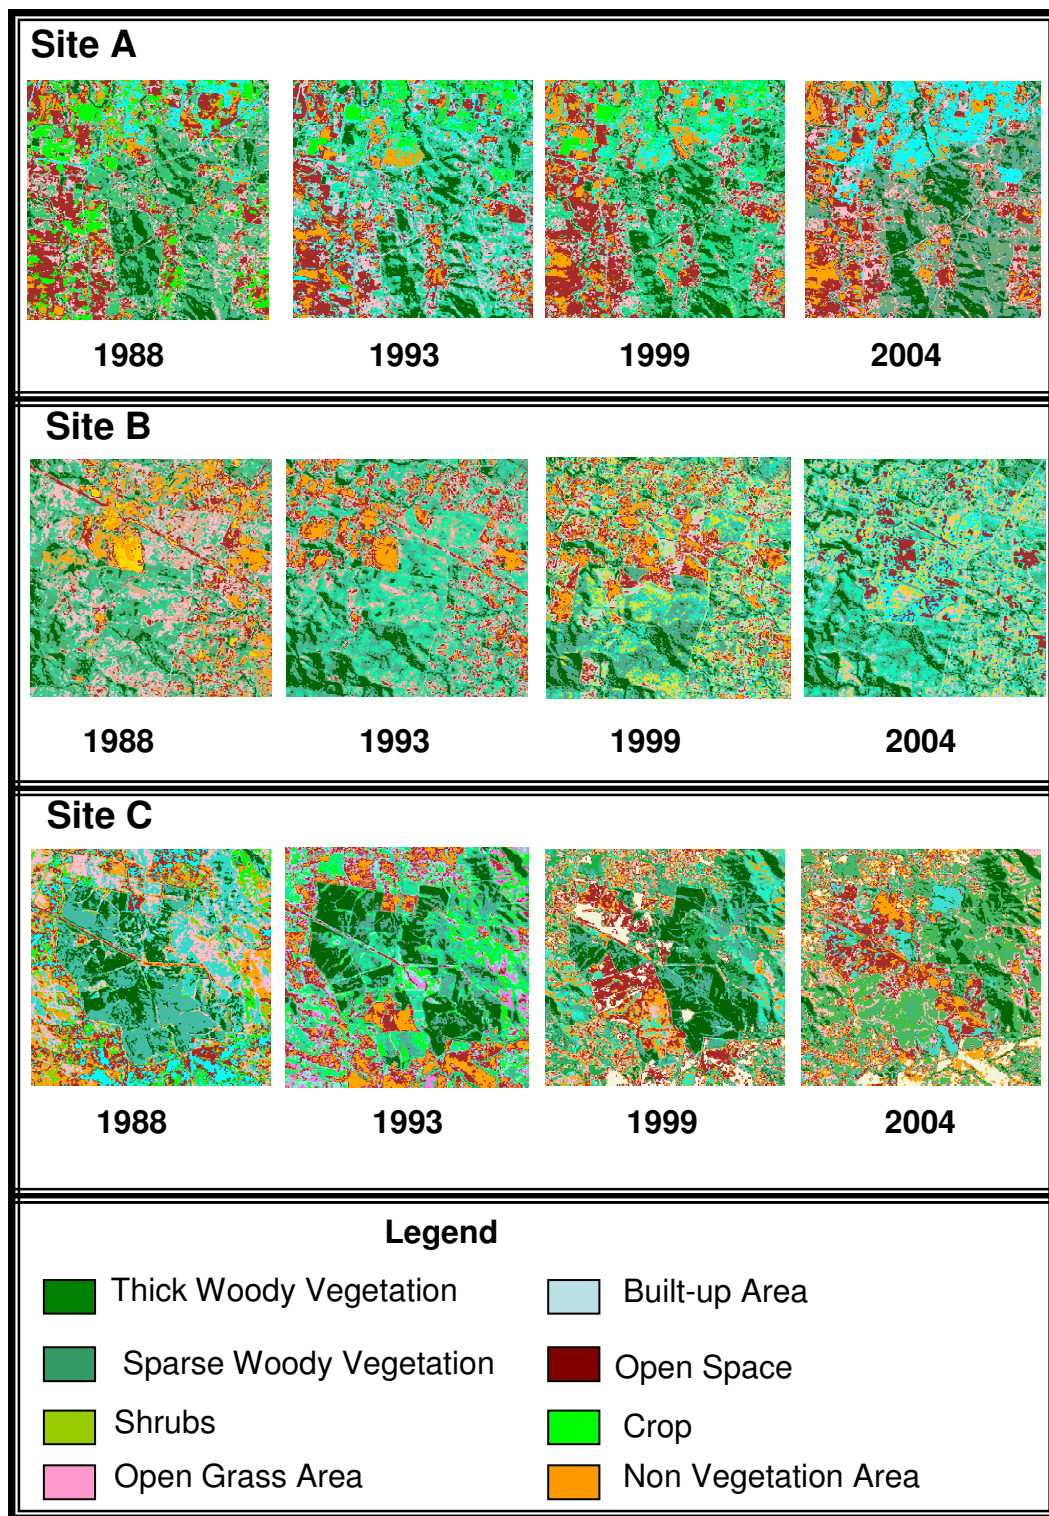 Site A
1988 1993 1999 2004
Site B
1988 1993 1999 2004
Site C
1988 1993 1999 2004
Legend
Thick Woody Vegetation Built-up Area
Sparse Woody Vegetation Open Space
Shrubs Crop
Open Grass Area Non Vegetation Area